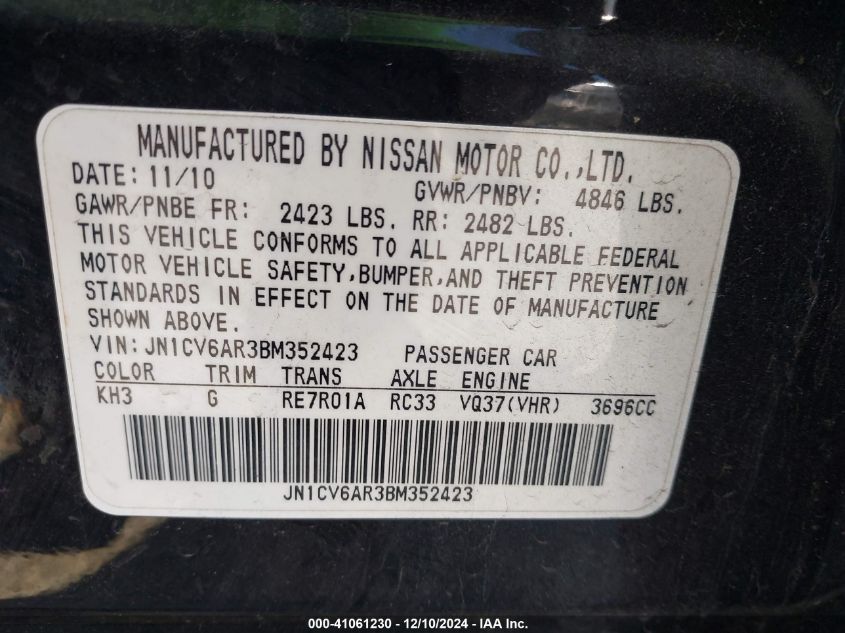 MANUFACTURED BY NISSAN MOTOR CO.,LTD.
DATE: 11/10 GVWR/PNBV: 4846 LBS.
GAWR/PNBE FR: 2423 LBS. RR: 2482 LBS.
THIS VEHICLE CONFORMS TO ALL APPLICABLE FEDERAL
MOTOR VEHICLE SAFETY,BUMPER,AND THEFT PREVENTION
STANDARDS IN EFFECT ON THE DATE OF MANUFACTURE
SHOWN ABOVE.
VIN:JN1CV6AR3BM352423 PASSENGER CAR
COLOR TRIM TRANS AXLE ENGINE
KH3 G RE7R01A RC33 VQ37(VHR) 3696CC
JN1CV6AR3BM352423
000-41061230 - 12/10/2024 - IAA Inc.